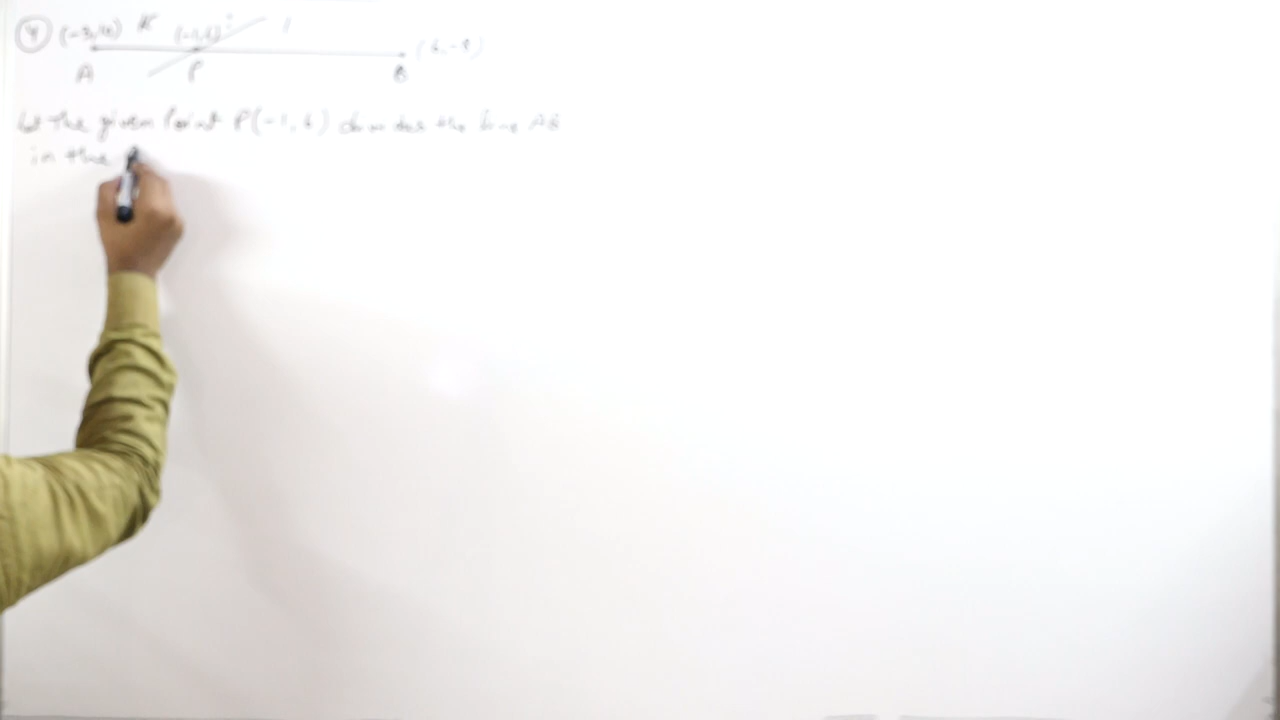 ④ (-3,10) K (-1,6) : 1 (6,-8)
A P B
Let the given Point P(-1, 6) divides the line AB
in the